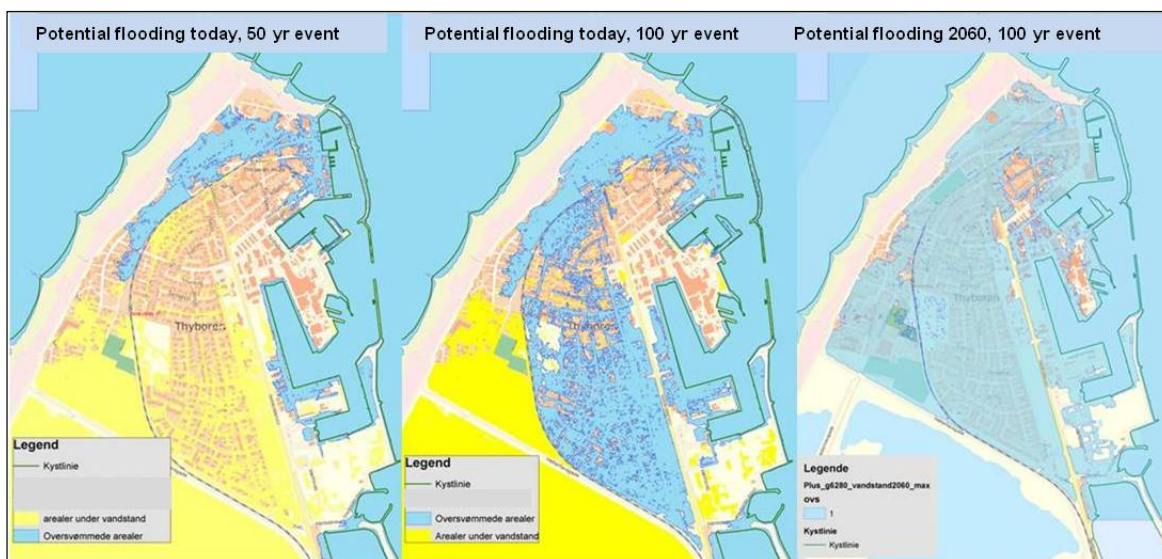 Potential flooding today, 50 yr event
Potential flooding today, 100 yr event
Potential flooding 2060, 100 yr event
Thyborøn
Legend
Kystlinie
arealer under vandstand
Oversvømmede arealer
Thyborøn
Legend
Kystlinie
Oversvømmede arealer
Arealer under vandstand
Thyborøn
Legende
Plus_g6280_vandstand2060_max
ovs
1
Kystlinie
Kystlinie